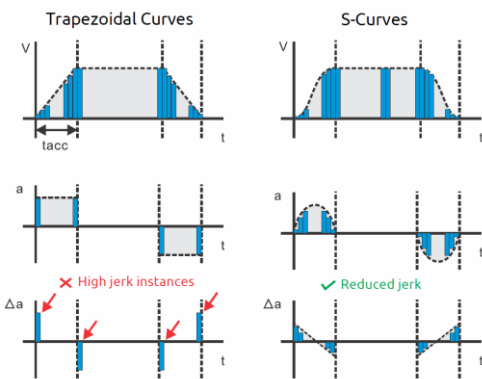 Trapezoidal Curves
S-Curves
V
t
tacc
V
t
a
t
a
t
High jerk instances
Reduced jerk
Δa
t
Δa
t